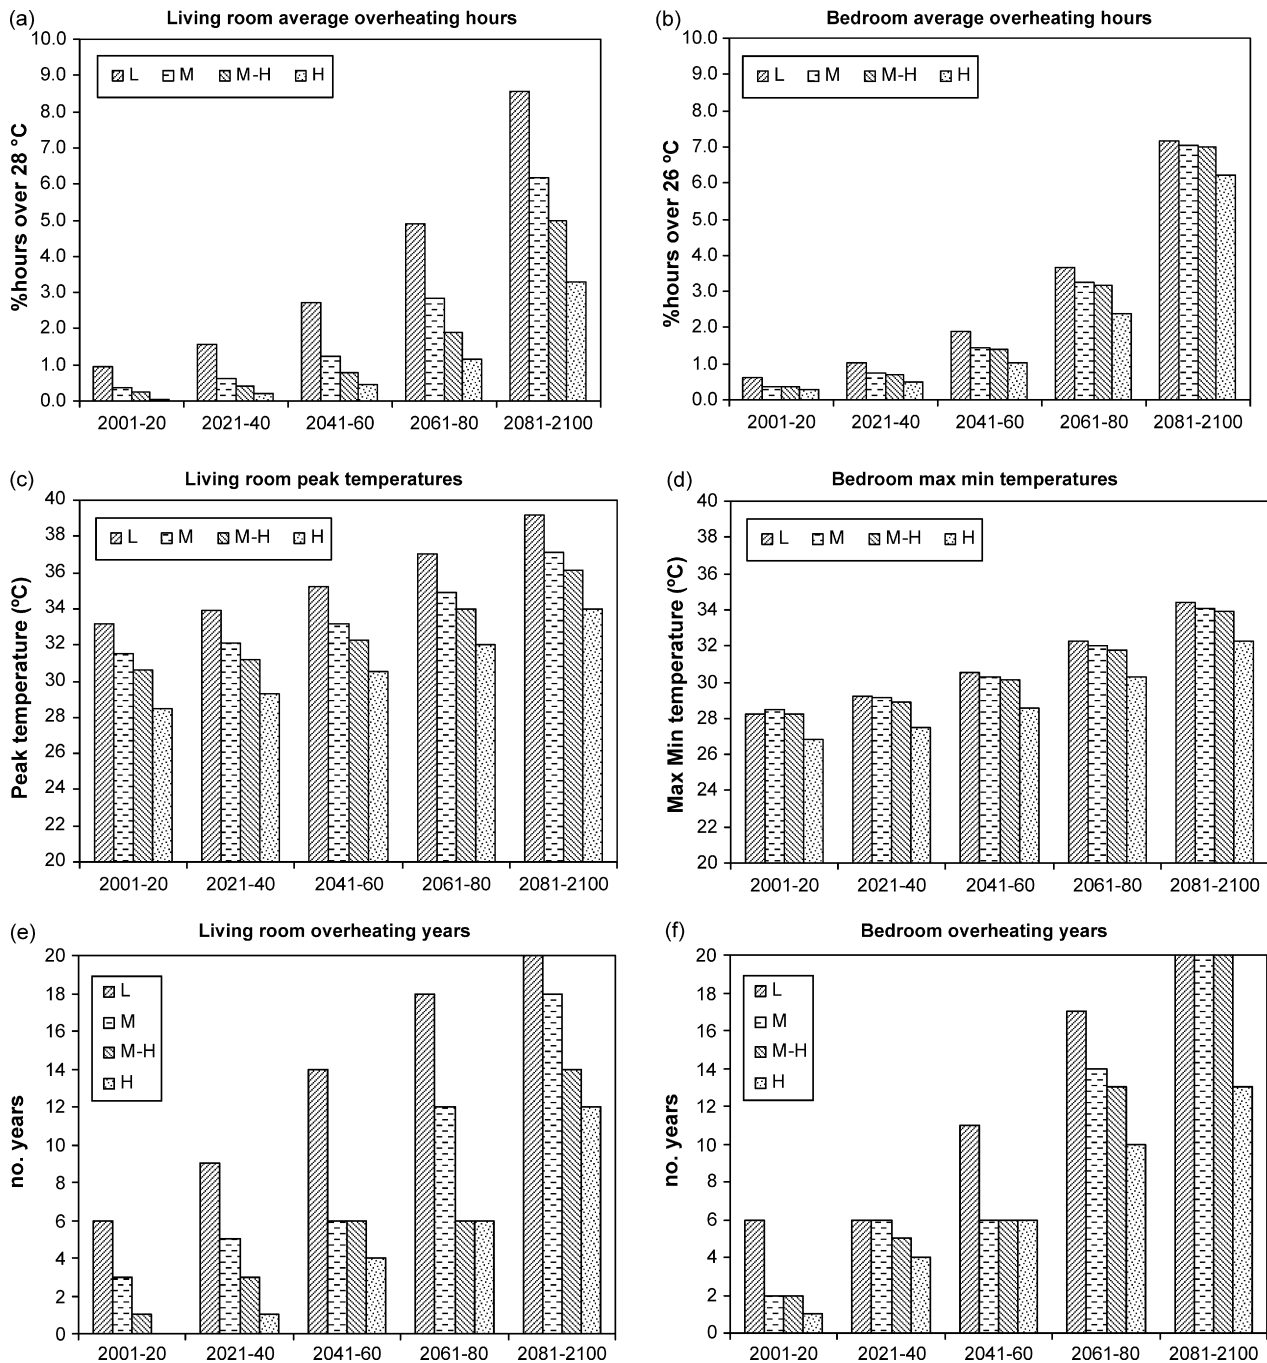 (a) Living room average overheating hours
%hours over 28 °C
10.0
9.0
8.0
7.0
6.0
5.0
4.0
3.0
2.0
1.0
0.0
L M M-H H
2001-20 2021-40 2041-60 2061-80 2081-2100
(b) Bedroom average overheating hours
%hours over 26 ºC
10.0
9.0
8.0
7.0
6.0
5.0
4.0
3.0
2.0
1.0
0.0
L M M-H H
2001-20 2021-40 2041-60 2061-80 2081-2100
(c) Living room peak temperatures
Peak temperature (ºC)
40
38
36
34
32
30
28
26
24
22
20
L M M-H H
2001-20 2021-40 2041-60 2061-80 2081-2100
(d) Bedroom max min temperatures
Max Min temperature (ºC)
40
38
36
34
32
30
28
26
24
22
20
L M M-H H
2001-20 2021-40 2041-60 2061-80 2081-2100
(e) Living room overheating years
no. years
20
18
16
14
12
10
8
6
4
2
0
L
M
M-H
H
2001-20 2021-40 2041-60 2061-80 2081-2100
(f) Bedroom overheating years
no. years
20
18
16
14
12
10
8
6
4
2
0
L
M
M-H
H
2001-20 2021-40 2041-60 2061-80 2081-2100